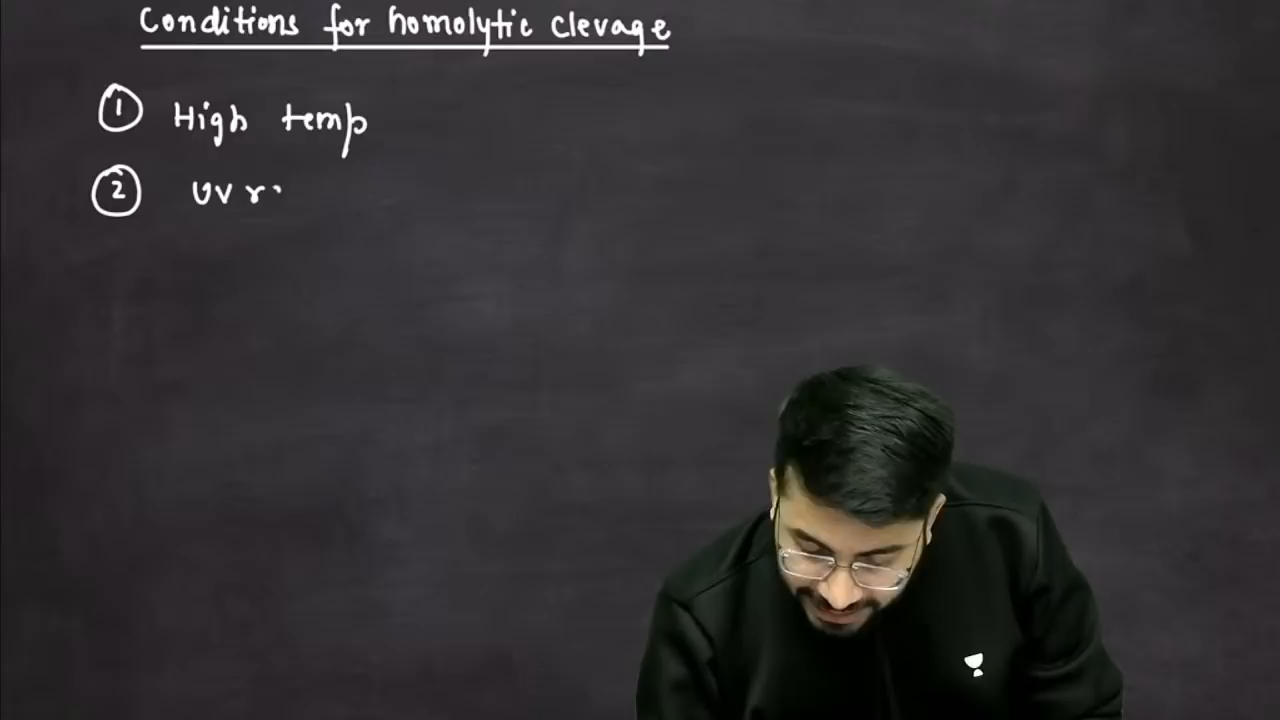 Conditions for homolytic clevage
① High temp
② UV r